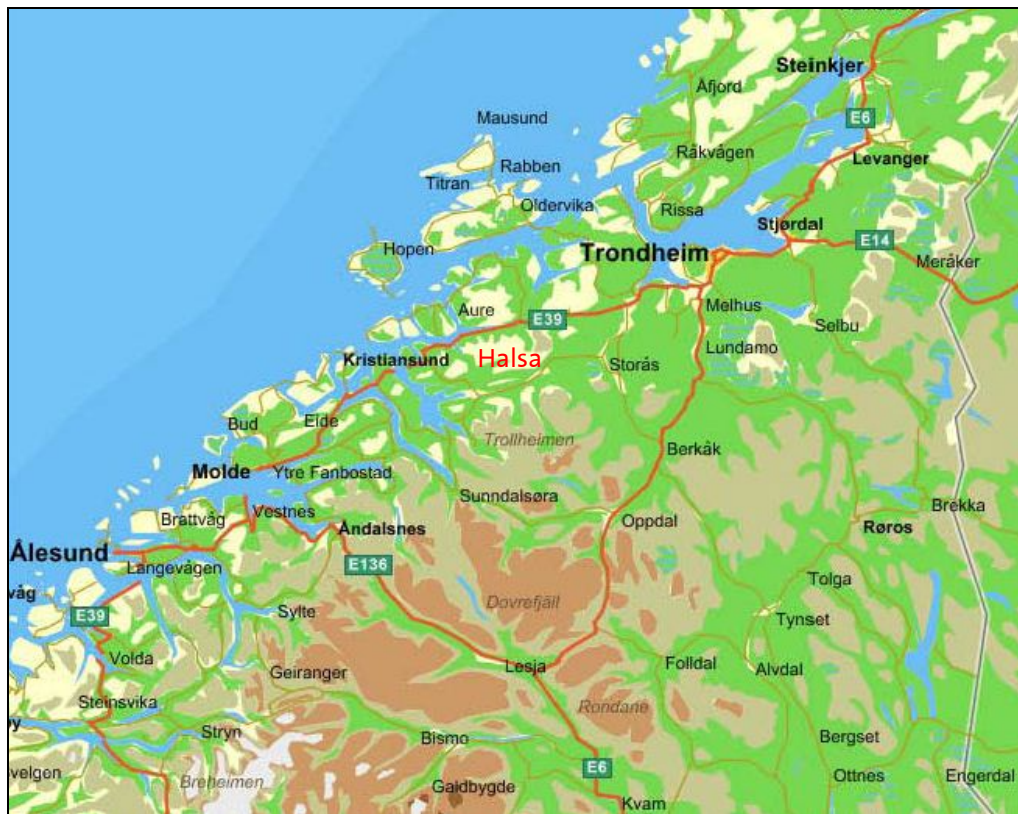 Steinkjer
Åfjord
Mausund
E6
Råkvågen
Levanger
Rabben
Titran
Oldervika
Rissa
Stjørdal
Hopen
Trondheim
E14
Meråker
Aure
E39
Melhus
Selbu
Kristiansund
Halsa
Storås
Lundamo
Bud
Eide
Trollheimen
Berkåk
Molde
Ytre Fanbostad
Sunndalsøra
Brekka
Vestnes
Brattvåg
Åndalsnes
Oppdal
Røros
Ålesund
Langevågen
E136
Tolga
våg
E39
Sylte
Dovrefjäll
Tynset
Volda
Geiranger
Lesja
Folldal
Alvdal
Steinsvika
Rondane
øy
Stryn
Bismo
Bergset
velgen
Breheimen
Galdbygde
E6
Ottnes
Engerdal
Kvam